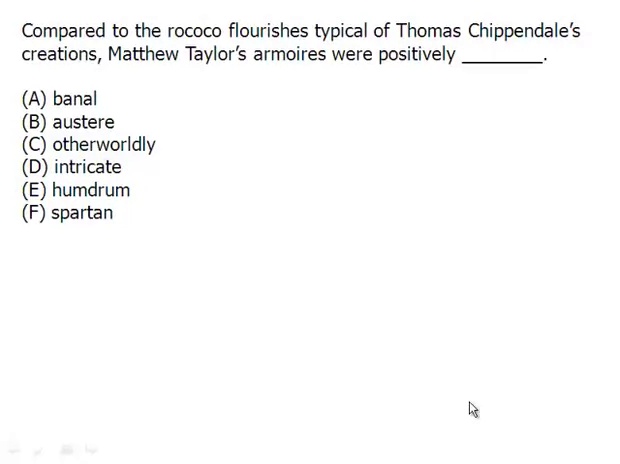 Compared to the rococo flourishes typical of Thomas Chippendale’s
creations, Matthew Taylor’s armoires were positively ________.
(A) banal
(B) austere
(C) otherworldly
(D) intricate
(E) humdrum
(F) spartan